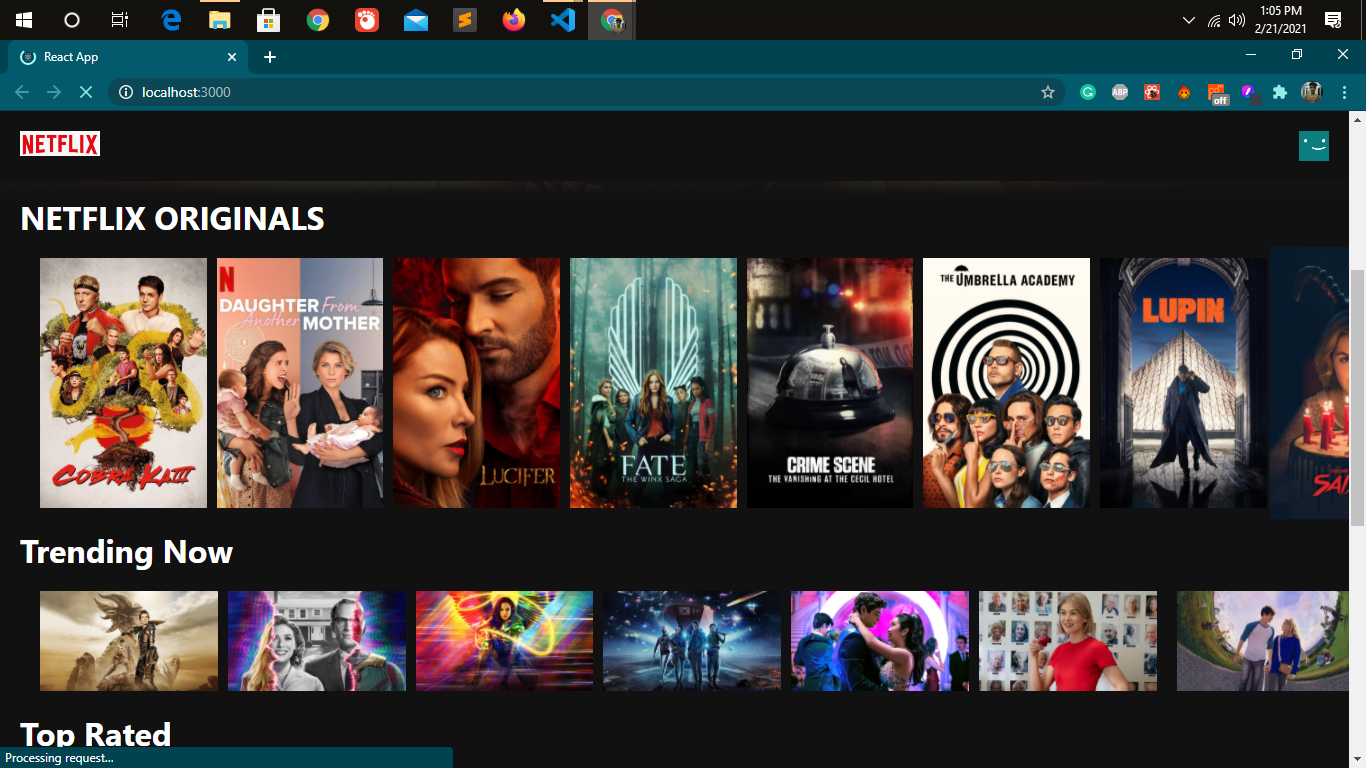 1:05 PM
2/21/2021
React App
localhost:3000
ABP
off
NETFLIX
NETFLIX ORIGINALS
COBRA KAI III
N
DAUGHTER From
Another MOTHER
LUCIFER
FATE
THE WINX SAGA
CRIME SCENE
THE VANISHING AT THE CECIL HOTEL
THE UMBRELLA ACADEMY
LUPIN
Trending Now
Top Rated
Processing request...